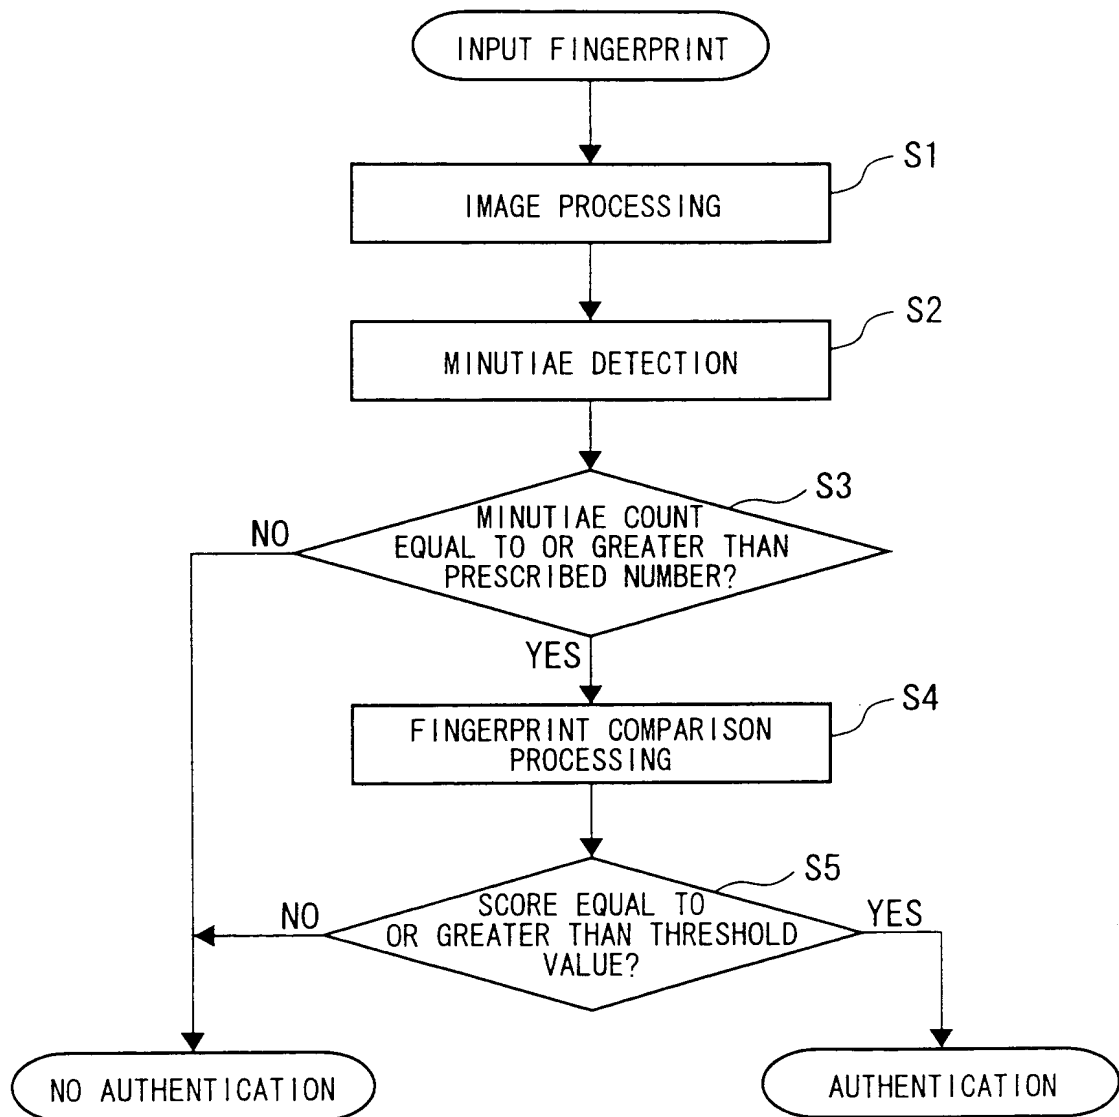 INPUT FINGERPRINT
S1
IMAGE PROCESSING
S2
MINUTIAE DETECTION
S3
MINUTIAE COUNT
EQUAL TO OR GREATER THAN
PRESCRIBED NUMBER?
NO
YES
S4
FINGERPRINT COMPARISON
PROCESSING
S5
SCORE EQUAL TO
OR GREATER THAN THRESHOLD
VALUE?
NO
YES
NO AUTHENTICATION
AUTHENTICATION